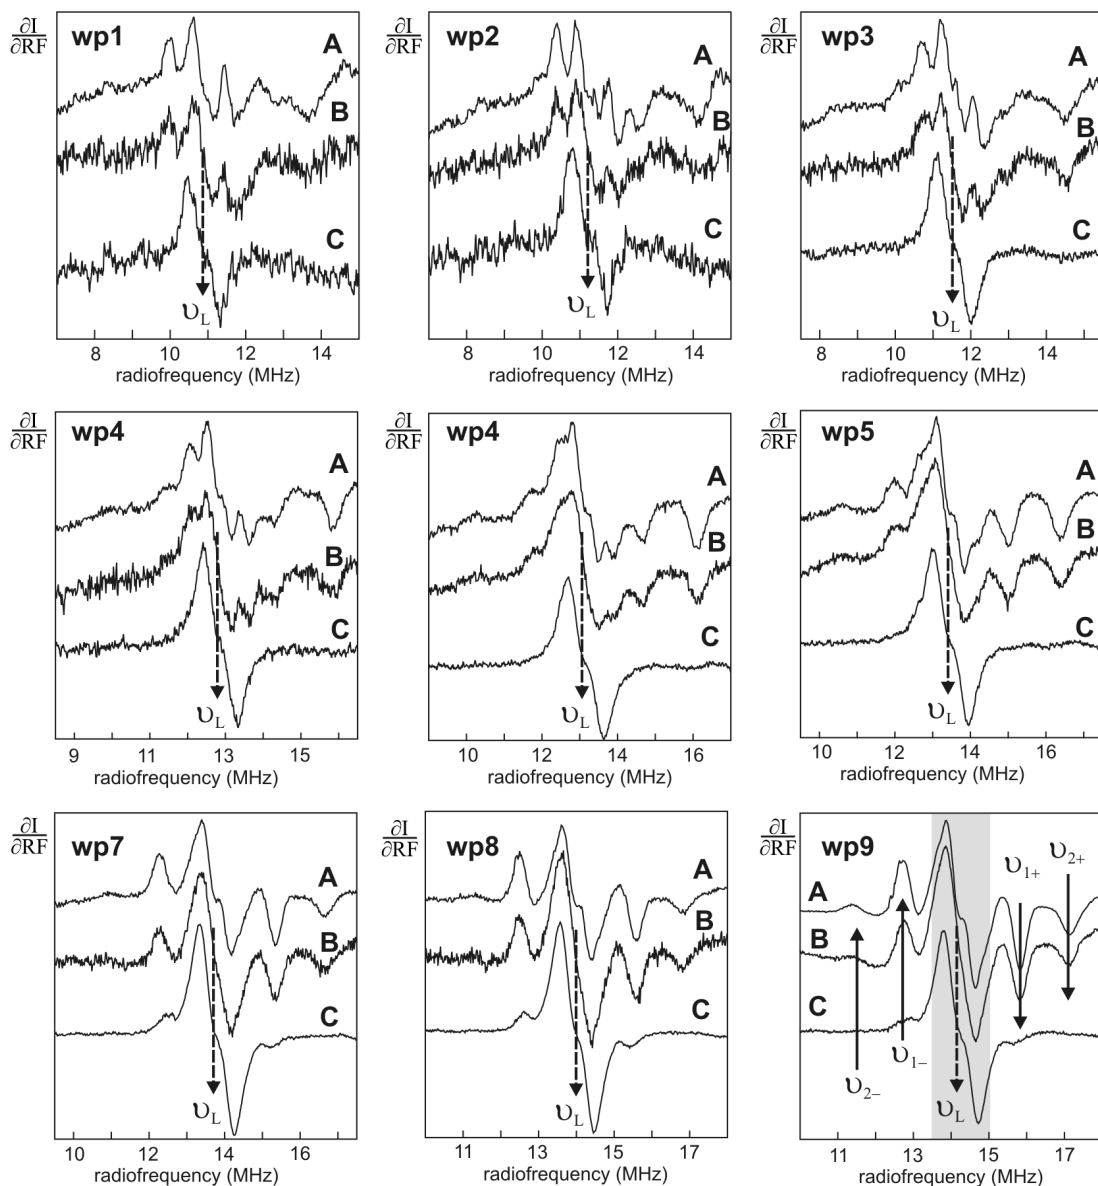 ∂I/∂RF wp1 A B C υL
8 10 12 14
radiofrequency (MHz)
∂I/∂RF wp2 A B C υL
8 10 12 14
radiofrequency (MHz)
∂I/∂RF wp3 A B C υL
8 10 12 14
radiofrequency (MHz)
∂I/∂RF wp4 A B C υL
9 11 13 15
radiofrequency (MHz)
∂I/∂RF wp4 A B C υL
10 12 14 16
radiofrequency (MHz)
∂I/∂RF wp5 A B C υL
10 12 14 16
radiofrequency (MHz)
∂I/∂RF wp7 A B C υL
10 12 14 16
radiofrequency (MHz)
∂I/∂RF wp8 A B C υL
11 13 15 17
radiofrequency (MHz)
∂I/∂RF wp9 A B C υ2− υ1− υL υ1+ υ2+
11 13 15 17
radiofrequency (MHz)